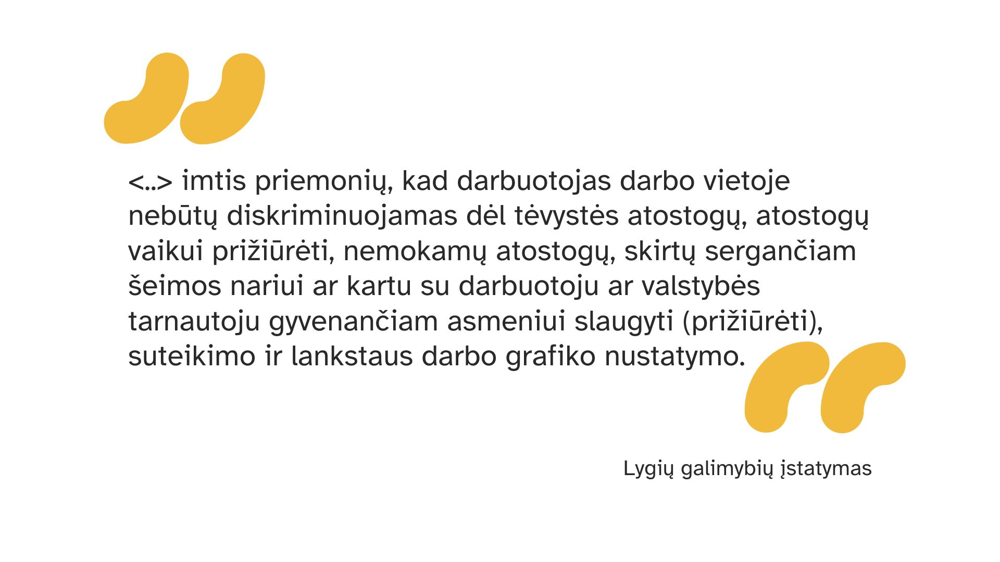 <..> imtis priemonių, kad darbuotojas darbo vietoje
nebūtų diskriminuojamas dėl tėvystės atostogų, atostogų
vaikui prižiūrėti, nemokamų atostogų, skirtų sergančiam
šeimos nariui ar kartu su darbuotoju ar valstybės
tarnautoju gyvenančiam asmeniui slaugyti (prižiūrėti),
suteikimo ir lankstaus darbo grafiko nustatymo.
Lygių galimybių įstatymas